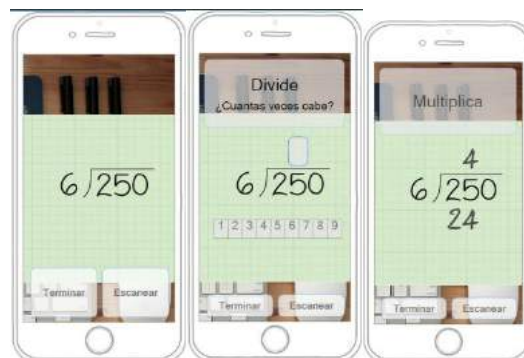 6)250
Terminar Escanear
Divide
¿Cuantas veces cabe?
6)250
1 2 3 4 5 6 7 8 9
Terminar Escanear
Multiplica
4
6)250
24
Terminar Escanear